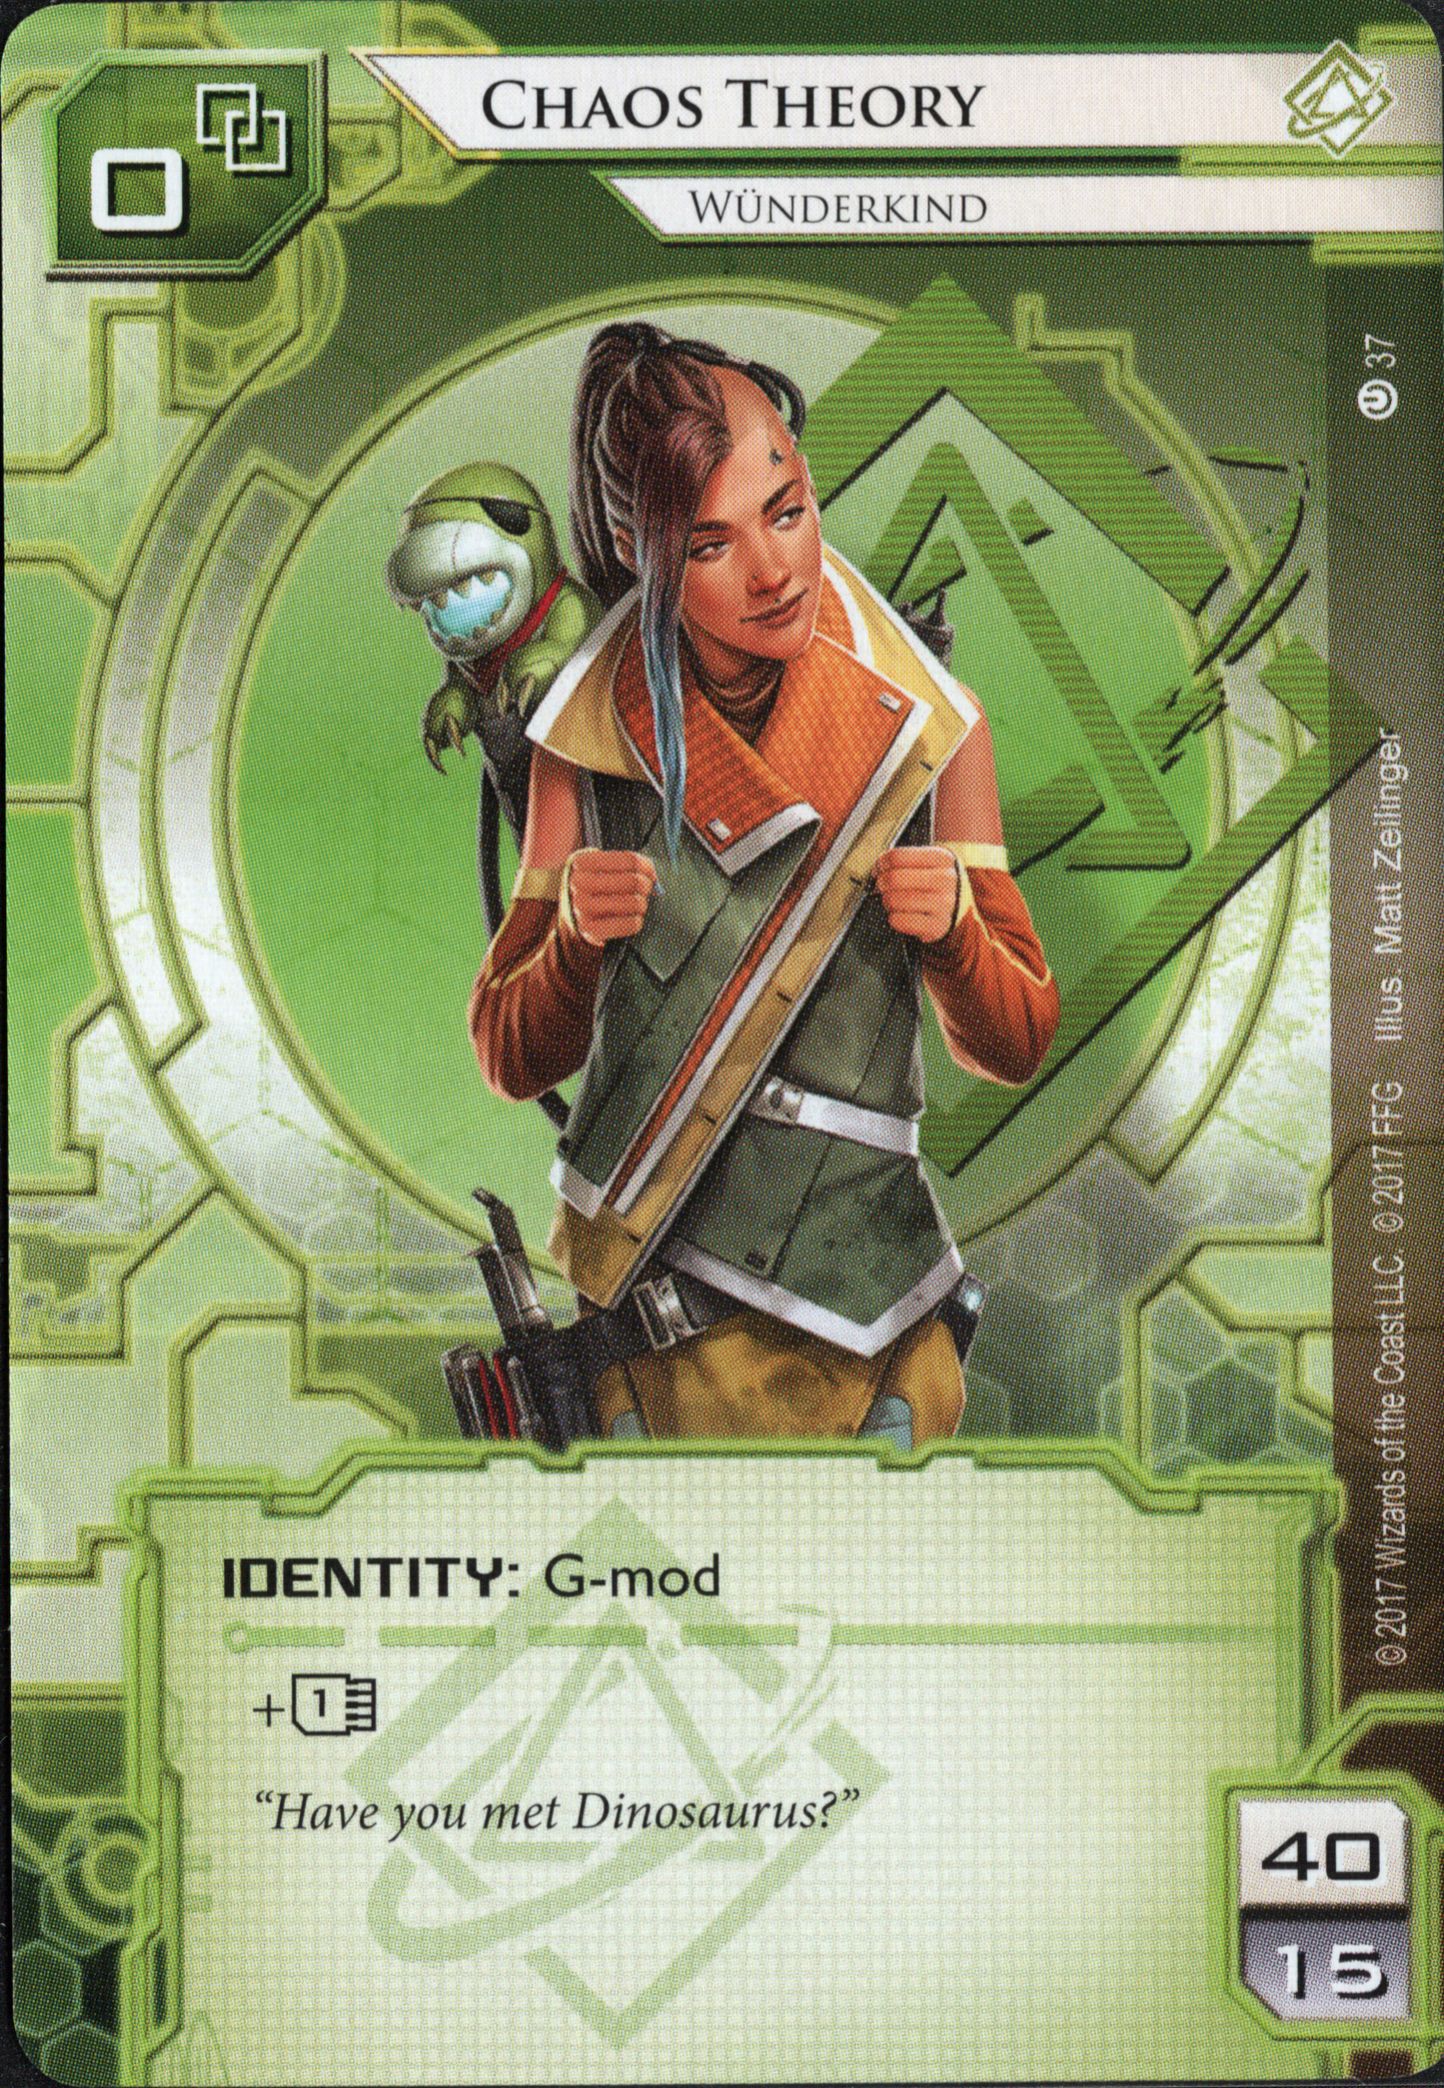 0
CHAOS THEORY
WÜNDERKIND
37
© 2017 Wizards of the Coast LLC. © 2017 FFG Illus. Matt Zeilinger
IDENTITY: G-mod
+1
“Have you met Dinosaurus?”
40
15